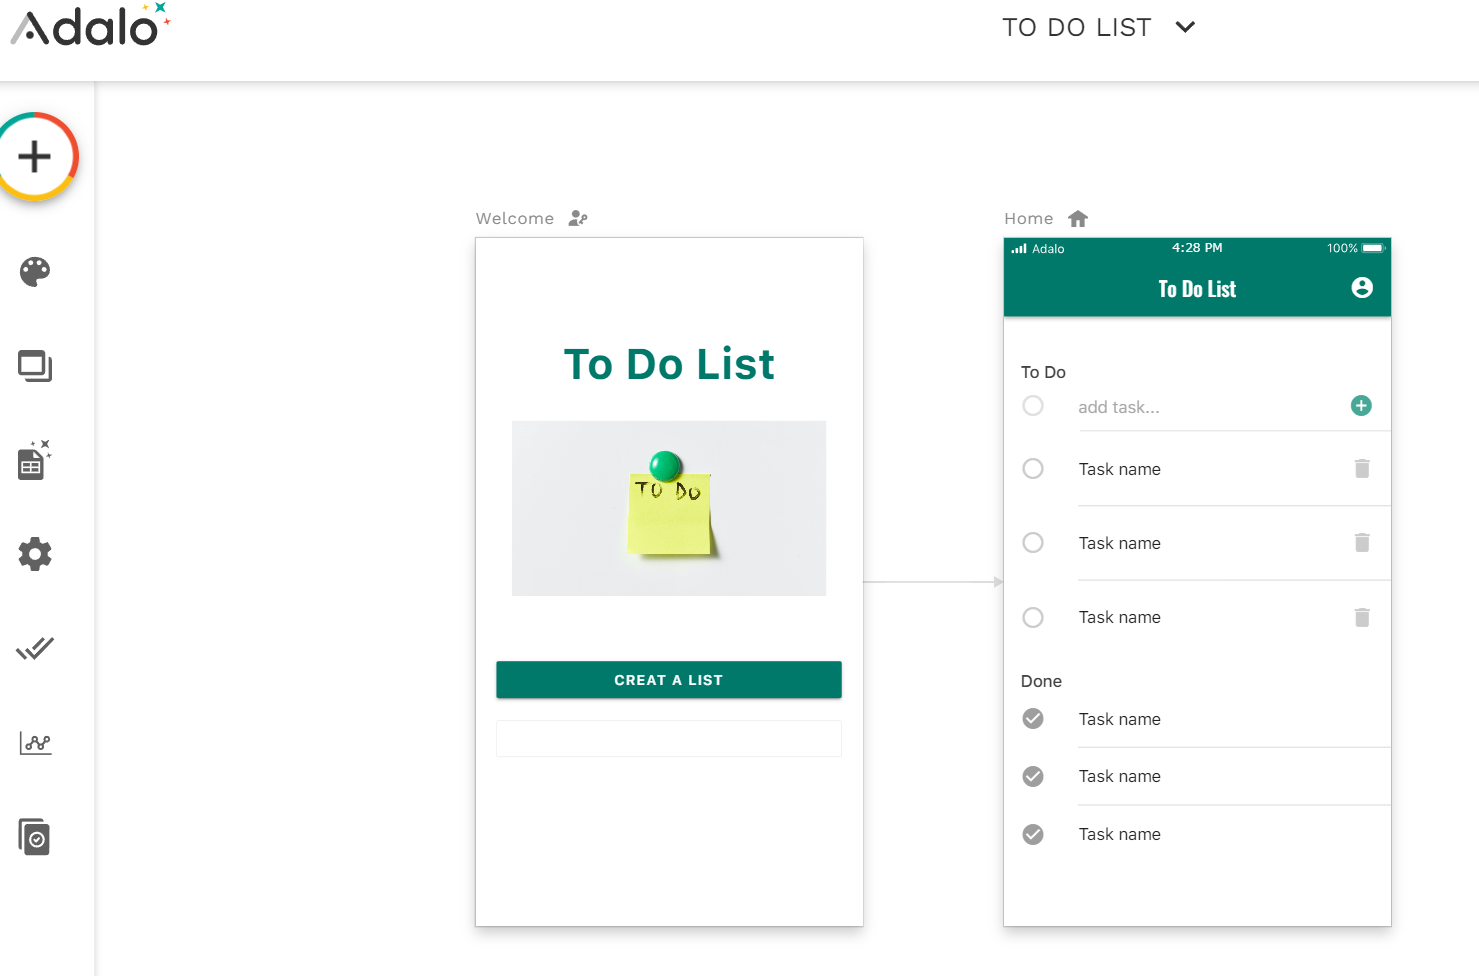 Adalo
TO DO LIST
Welcome
To Do List
TO DO
CREAT A LIST
Home
Adalo 4:28 PM 100%
To Do List
To Do
add task...
Task name
Task name
Task name
Done
Task name
Task name
Task name